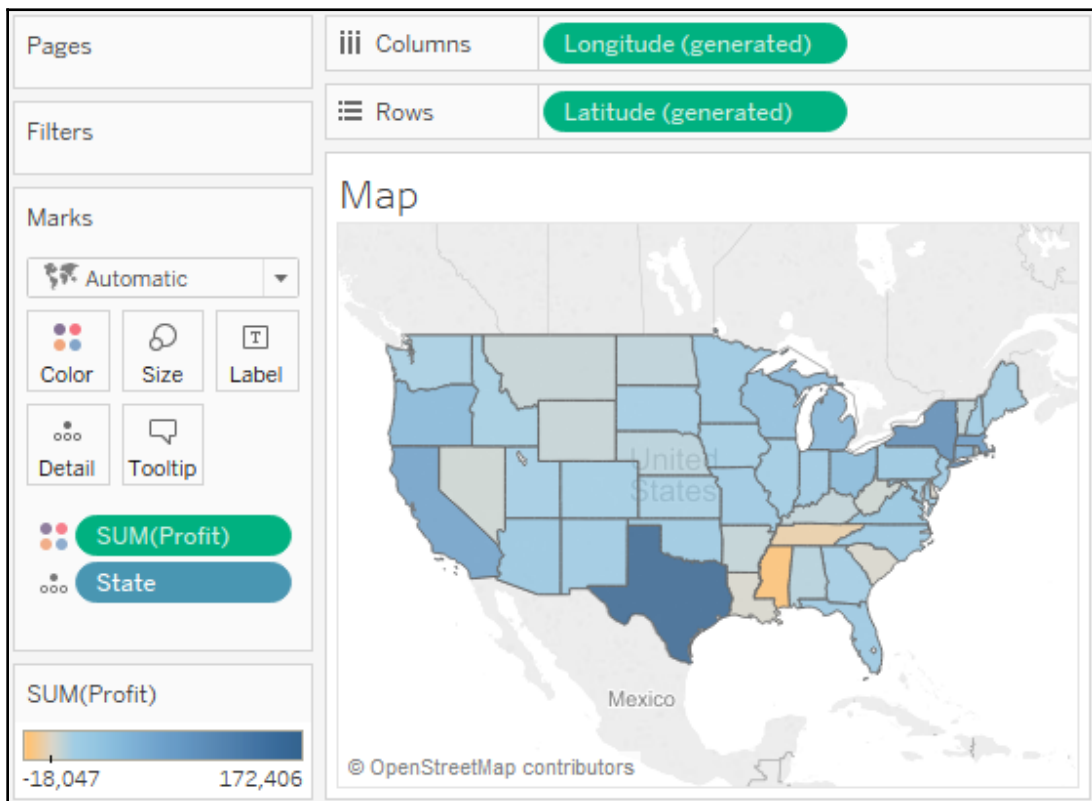 Pages
Filters
Marks
Automatic
Color
Size
T
Label
Detail
Tooltip
SUM(Profit)
State
SUM(Profit)
-18,047
172,406
Columns
Longitude (generated)
Rows
Latitude (generated)
Map
United
States
Mexico
© OpenStreetMap contributors